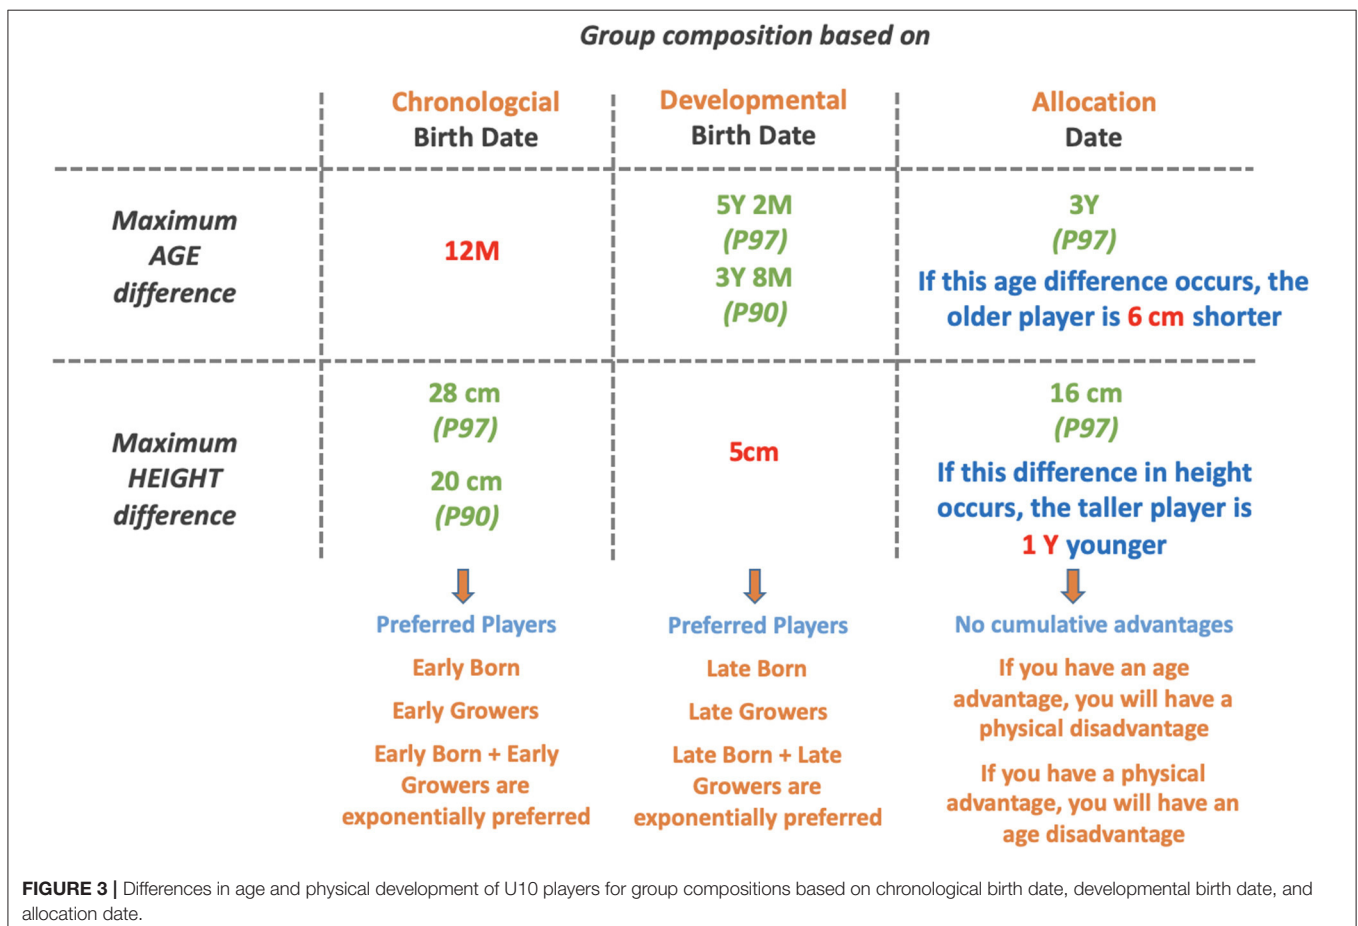 Group composition based on
Chronologcial
Birth Date
Developmental
Birth Date
Allocation
Date
Maximum
AGE
difference
12M
5Y 2M
(P97)
3Y 8M
(P90)
3Y
(P97)
If this age difference occurs, the
older player is 6 cm shorter
Maximum
HEIGHT
difference
28 cm
(P97)
20 cm
(P90)
5cm
16 cm
(P97)
If this difference in height
occurs, the taller player is
1 Y younger
Preferred Players
Early Born
Early Growers
Early Born + Early
Growers are
exponentially preferred
Preferred Players
Late Born
Late Growers
Late Born + Late
Growers are
exponentially preferred
No cumulative advantages
If you have an age
advantage, you will have a
physical disadvantage
If you have a physical
advantage, you will have an
age disadvantage
FIGURE 3 | Differences in age and physical development of U10 players for group compositions based on chronological birth date, developmental birth date, and
allocation date.